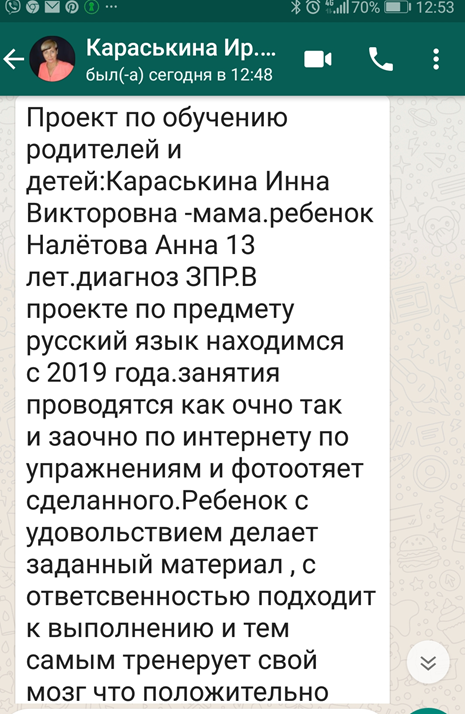 70% 12:53
Караськина Ир....
был(-а) сегодня в 12:48
Проект по обучению
родителей и
детей:Караськина Инна
Викторовна -мама.ребенок
Налётова Анна 13
лет.диагноз ЗПР.В
проекте по предмету
русский язык находимся
с 2019 года.занятия
проводятся как очно так
и заочно по интернету по
упражнениям и фотоотяет
сделанного.Ребенок с
удовольствием делает
заданный материал , с
ответсвенностью подходит
к выполнению и тем
самым тренерует свой
мозг что положительно